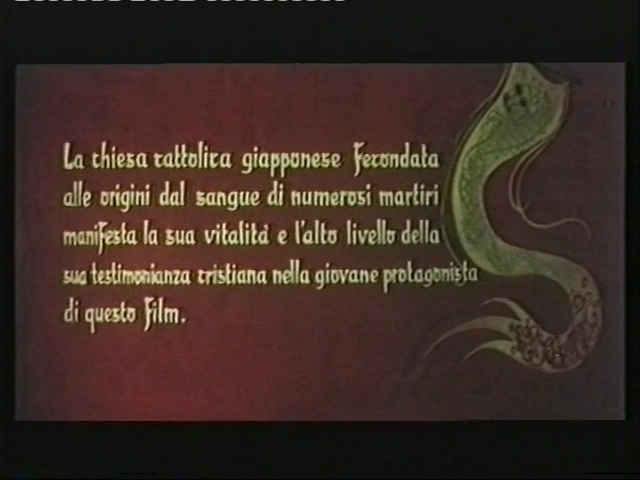 La chiesa cattolica giapponese fecondata
alle origini dal sangue di numerosi martiri
manifesta la sua vitalità e l'alto livello della
sua testimonianza cristiana nella giovane protagonista
di questo film.